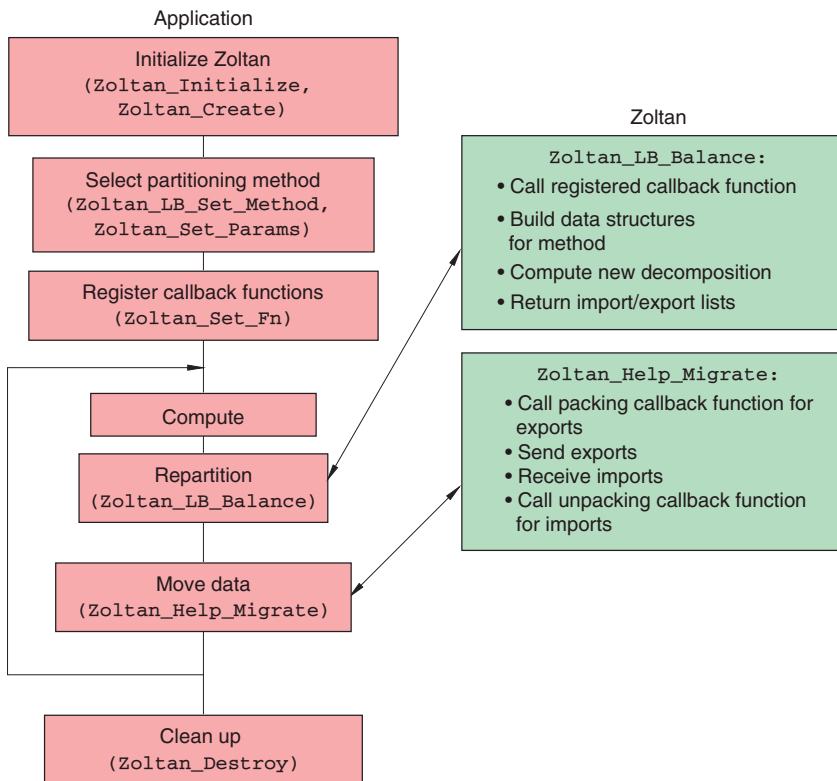 Application
Initialize Zoltan
(Zoltan_Initialize,
Zoltan_Create)
Select partitioning method
(Zoltan_LB_Set_Method,
Zoltan_Set_Params)
Register callback functions
(Zoltan_Set_Fn)
Compute
Repartition
(Zoltan_LB_Balance)
Move data
(Zoltan_Help_Migrate)
Clean up
(Zoltan_Destroy)
Zoltan
Zoltan_LB_Balance:
• Call registered callback function
• Build data structures
for method
• Compute new decomposition
• Return import/export lists
Zoltan_Help_Migrate:
• Call packing callback function for
exports
• Send exports
• Receive imports
• Call unpacking callback function
for imports